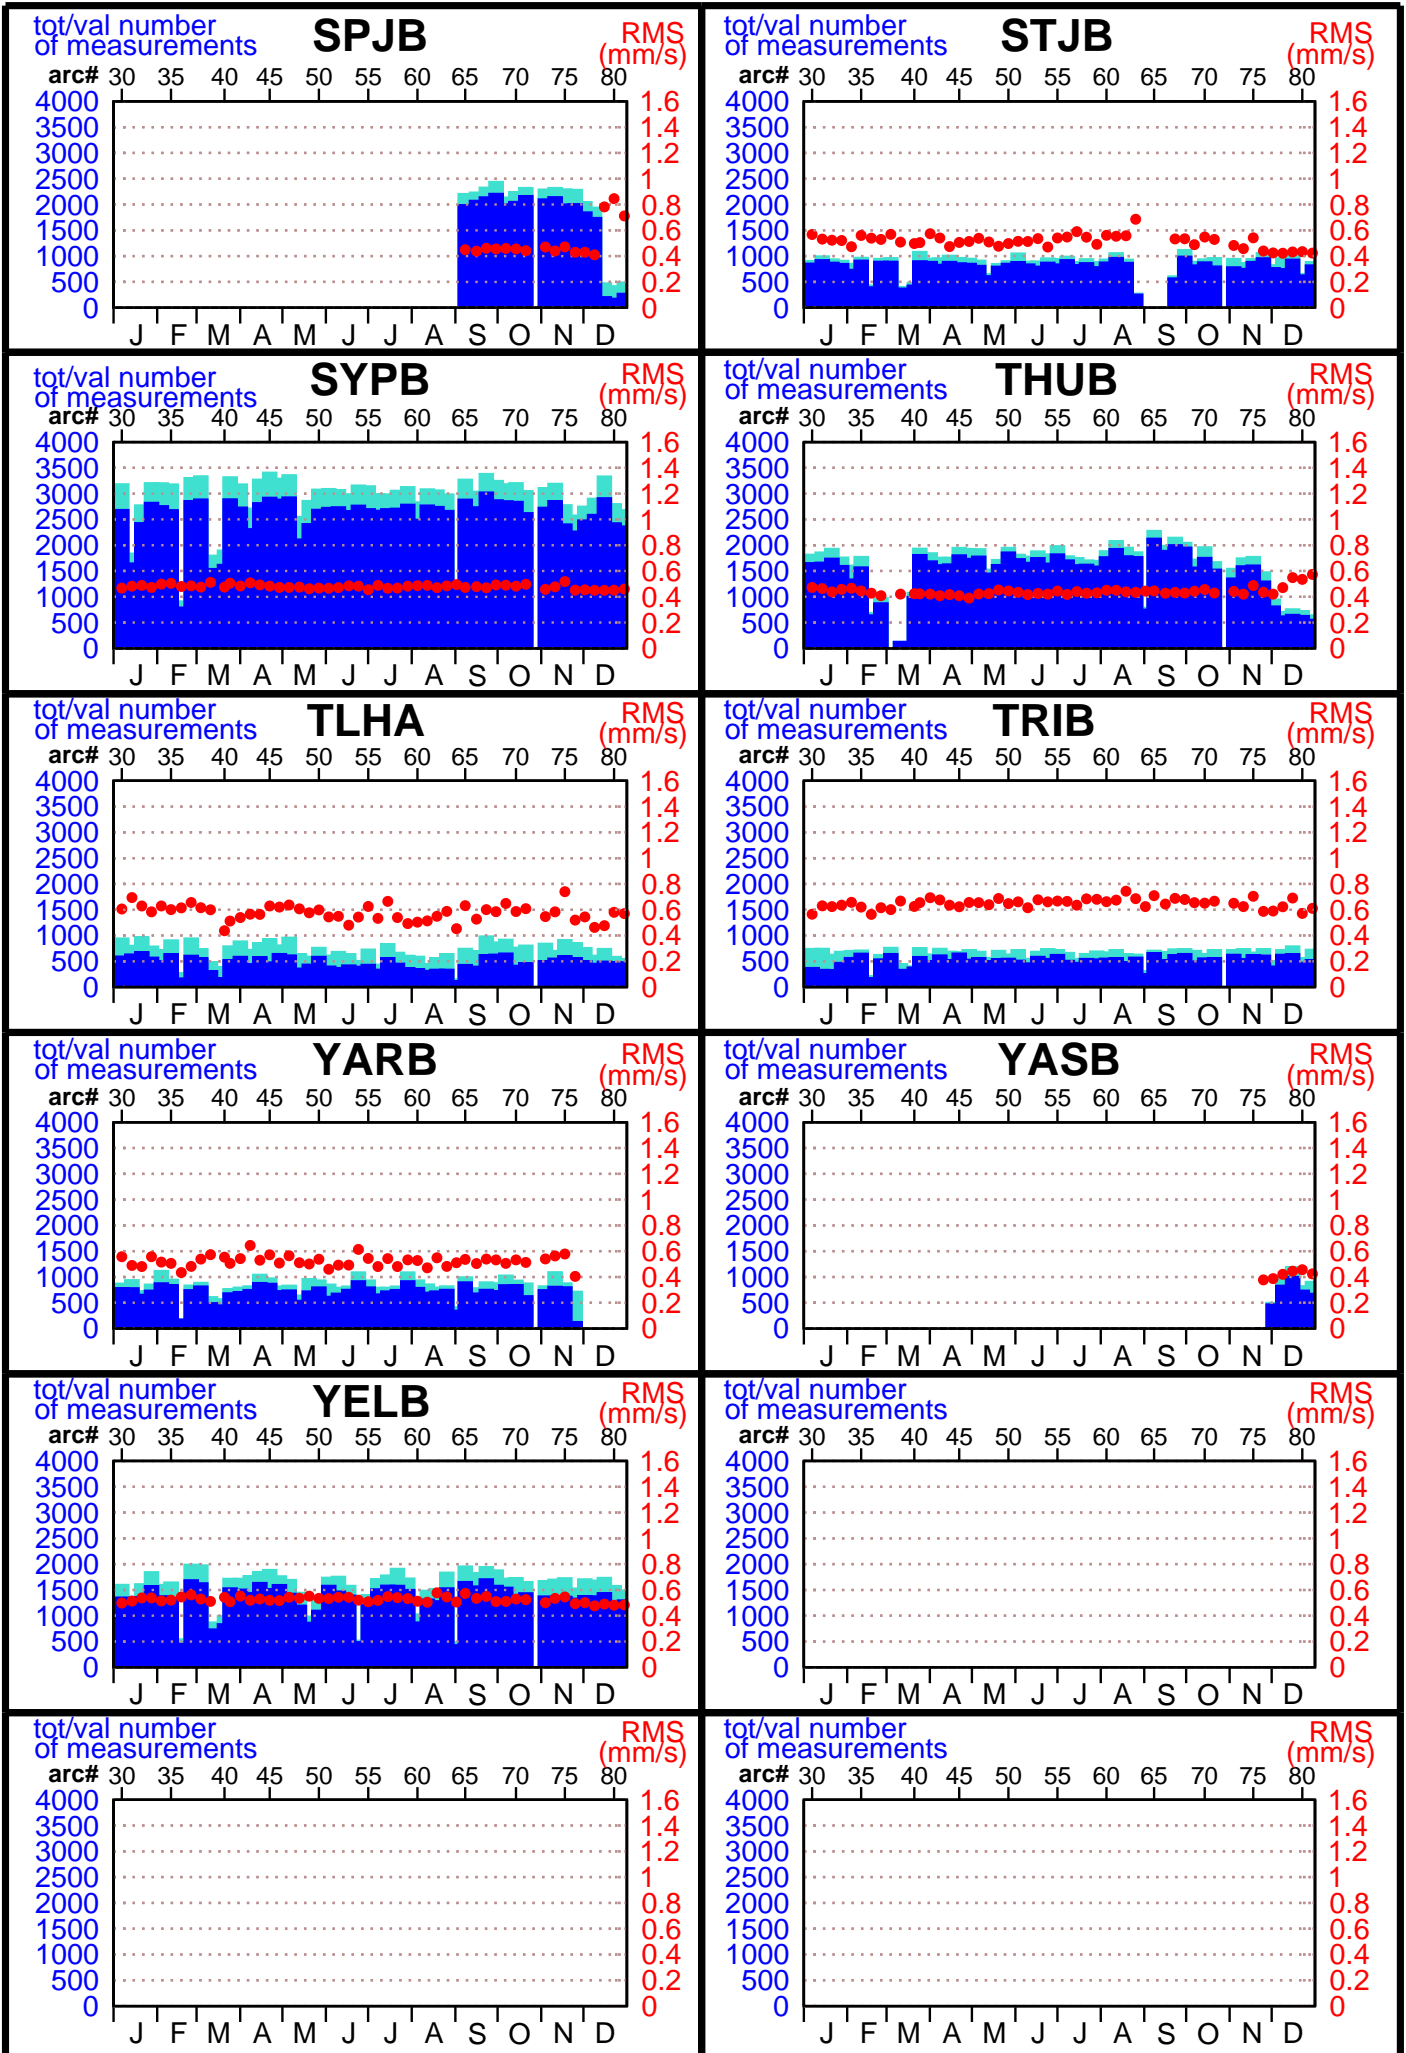 tot/val number SPJB RMS
of measurements (mm/s)
arc# 30 35 40 45 50 55 60 65 70 75 80
4000 1.6
3500 1.4
3000 1.2
2500 1
2000 0.8
1500 0.6
1000 0.4
500 0.2
0 0
J F M A M J J A S O N D
tot/val number STJB RMS
of measurements (mm/s)
arc# 30 35 40 45 50 55 60 65 70 75 80
4000 1.6
3500 1.4
3000 1.2
2500 1
2000 0.8
1500 0.6
1000 0.4
500 0.2
0 0
J F M A M J J A S O N D
tot/val number SYPB RMS
of measurements (mm/s)
arc# 30 35 40 45 50 55 60 65 70 75 80
4000 1.6
3500 1.4
3000 1.2
2500 1
2000 0.8
1500 0.6
1000 0.4
500 0.2
0 0
J F M A M J J A S O N D
tot/val number THUB RMS
of measurements (mm/s)
arc# 30 35 40 45 50 55 60 65 70 75 80
4000 1.6
3500 1.4
3000 1.2
2500 1
2000 0.8
1500 0.6
1000 0.4
500 0.2
0 0
J F M A M J J A S O N D
tot/val number TLHA RMS
of measurements (mm/s)
arc# 30 35 40 45 50 55 60 65 70 75 80
4000 1.6
3500 1.4
3000 1.2
2500 1
2000 0.8
1500 0.6
1000 0.4
500 0.2
0 0
J F M A M J J A S O N D
tot/val number TRIB RMS
of measurements (mm/s)
arc# 30 35 40 45 50 55 60 65 70 75 80
4000 1.6
3500 1.4
3000 1.2
2500 1
2000 0.8
1500 0.6
1000 0.4
500 0.2
0 0
J F M A M J J A S O N D
tot/val number YARB RMS
of measurements (mm/s)
arc# 30 35 40 45 50 55 60 65 70 75 80
4000 1.6
3500 1.4
3000 1.2
2500 1
2000 0.8
1500 0.6
1000 0.4
500 0.2
0 0
J F M A M J J A S O N D
tot/val number YASB RMS
of measurements (mm/s)
arc# 30 35 40 45 50 55 60 65 70 75 80
4000 1.6
3500 1.4
3000 1.2
2500 1
2000 0.8
1500 0.6
1000 0.4
500 0.2
0 0
J F M A M J J A S O N D
tot/val number YELB RMS
of measurements (mm/s)
arc# 30 35 40 45 50 55 60 65 70 75 80
4000 1.6
3500 1.4
3000 1.2
2500 1
2000 0.8
1500 0.6
1000 0.4
500 0.2
0 0
J F M A M J J A S O N D
tot/val number RMS
of measurements (mm/s)
arc# 30 35 40 45 50 55 60 65 70 75 80
4000 1.6
3500 1.4
3000 1.2
2500 1
2000 0.8
1500 0.6
1000 0.4
500 0.2
0 0
J F M A M J J A S O N D
tot/val number RMS
of measurements (mm/s)
arc# 30 35 40 45 50 55 60 65 70 75 80
4000 1.6
3500 1.4
3000 1.2
2500 1
2000 0.8
1500 0.6
1000 0.4
500 0.2
0 0
J F M A M J J A S O N D
tot/val number RMS
of measurements (mm/s)
arc# 30 35 40 45 50 55 60 65 70 75 80
4000 1.6
3500 1.4
3000 1.2
2500 1
2000 0.8
1500 0.6
1000 0.4
500 0.2
0 0
J F M A M J J A S O N D